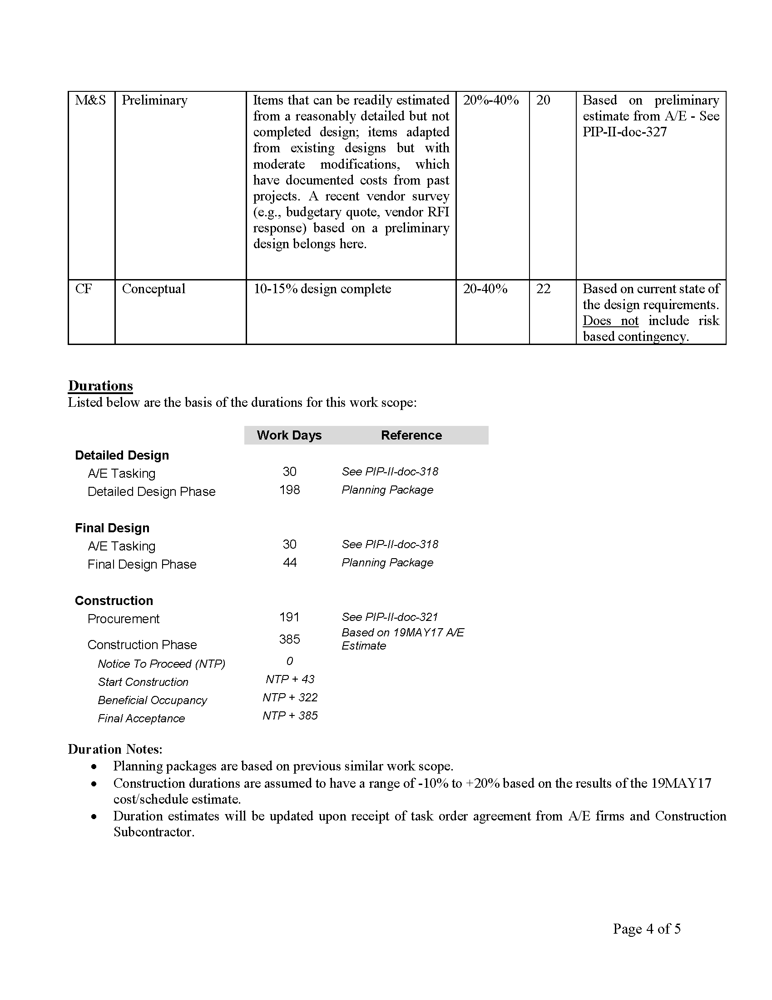 M&S
Preliminary
Items that can be readily estimated
from a reasonably detailed but not
completed design; items adapted
from existing designs but with
moderate modifications, which
have documented costs from past
projects. A recent vendor survey
(e.g., budgetary quote, vendor RFI
response) based on a preliminary
design belongs here.
20%-40%
20
Based on preliminary
estimate from A/E - See
PIP-II-doc-327
CF
Conceptual
10-15% design complete
20-40%
22
Based on current state of
the design requirements.
Does not include risk
based contingency.
Durations
Listed below are the basis of the durations for this work scope:
Work Days Reference
Detailed Design
A/E Tasking 30 See PIP-II-doc-318
Detailed Design Phase 198 Planning Package
Final Design
A/E Tasking 30 See PIP-II-doc-318
Final Design Phase 44 Planning Package
Construction
Procurement 191 See PIP-II-doc-321
Construction Phase 385 Based on 19MAY17 A/E
Estimate
Notice To Proceed (NTP) 0
Start Construction NTP + 43
Beneficial Occupancy NTP + 322
Final Acceptance NTP + 385
Duration Notes:
• Planning packages are based on previous similar work scope.
• Construction durations are assumed to have a range of -10% to +20% based on the results of the 19MAY17
cost/schedule estimate.
• Duration estimates will be updated upon receipt of task order agreement from A/E firms and Construction
Subcontractor.
Page 4 of 5